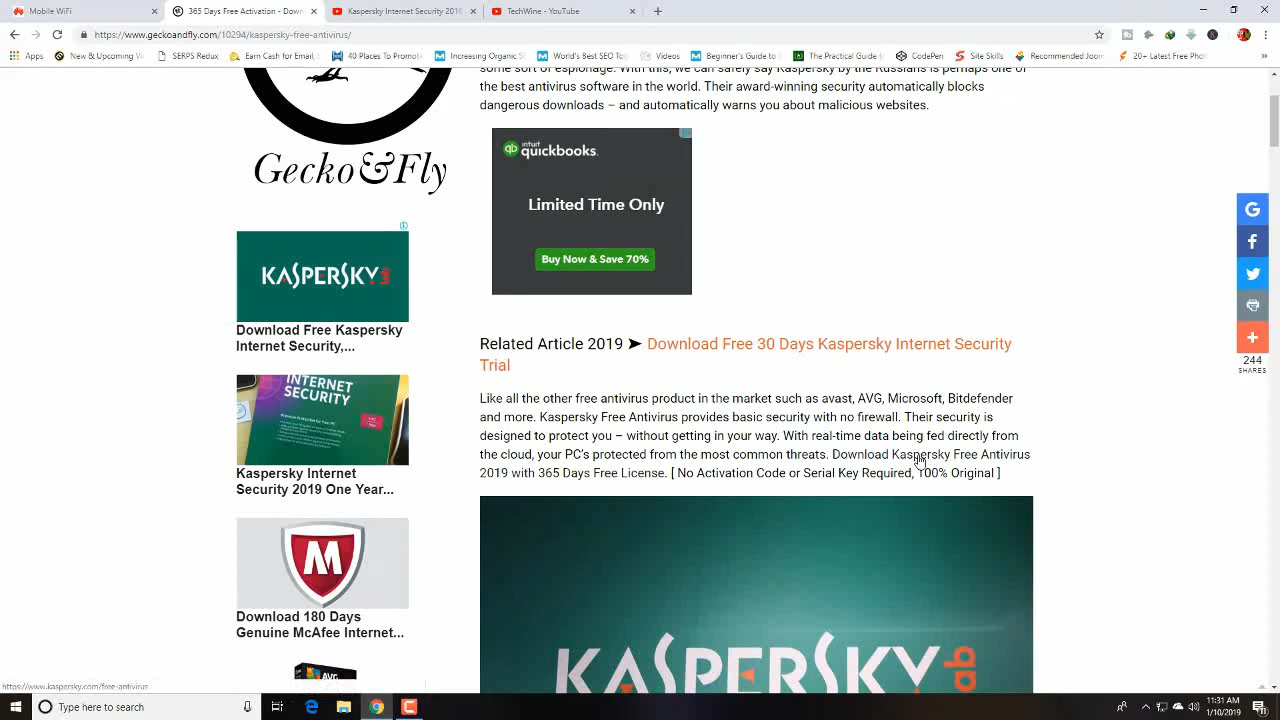 Mobile WiFi
365 Days Free Activation - Down
Kaspersky Internet Security 2018
TechWine - YouTube
https://www.geckoandfly.com/10294/kaspersky-free-antivirus/
Apps
New & Upcoming Vi
SERPS Redux
Earn Cash for Email
40 Places To Promote
Increasing Organic S
World's Best SEO Too
Videos
Beginner's Guide to
The Practical Guide t
CodePen
Site Skills
Recommended Joom
20+ Latest Free Phot
some sort of espionage. With this, we can safely say Kaspersky by the Russians is perhaps one
the best antivirus software in the world. Their award-winning security automatically blocks
dangerous downloads – and automatically warns you about malicious websites.
Gecko&Fly
qb intuit quickbooks.
Limited Time Only
Buy Now & Save 70%
KASPERSKY
Download Free Kaspersky
Internet Security,...
INTERNET
SECURITY
Kaspersky Internet
Security 2019 One Year...
M
Download 180 Days
Genuine McAfee Internet...
AVG
Related Article 2019 ➤ Download Free 30 Days Kaspersky Internet Security
Trial
Like all the other free antivirus product in the market such as avast, AVG, Microsoft, Bitdefender
and more. Kaspersky Free Antivirus provides basic security with no firewall. Their security is
designed to protect you – without getting in your way. With real-time data being fed directly from
the cloud, your PC's protected from the most common threats. Download Kaspersky Free Antivirus
2019 with 365 Days Free License. [ No Activation Code or Serial Key Required, 100% Original ]
KASPERSKY lab
G
f
244
SHARES
https://www.kaspersky.com/free-antivirus
Type here to search
11:31 AM
1/10/2019